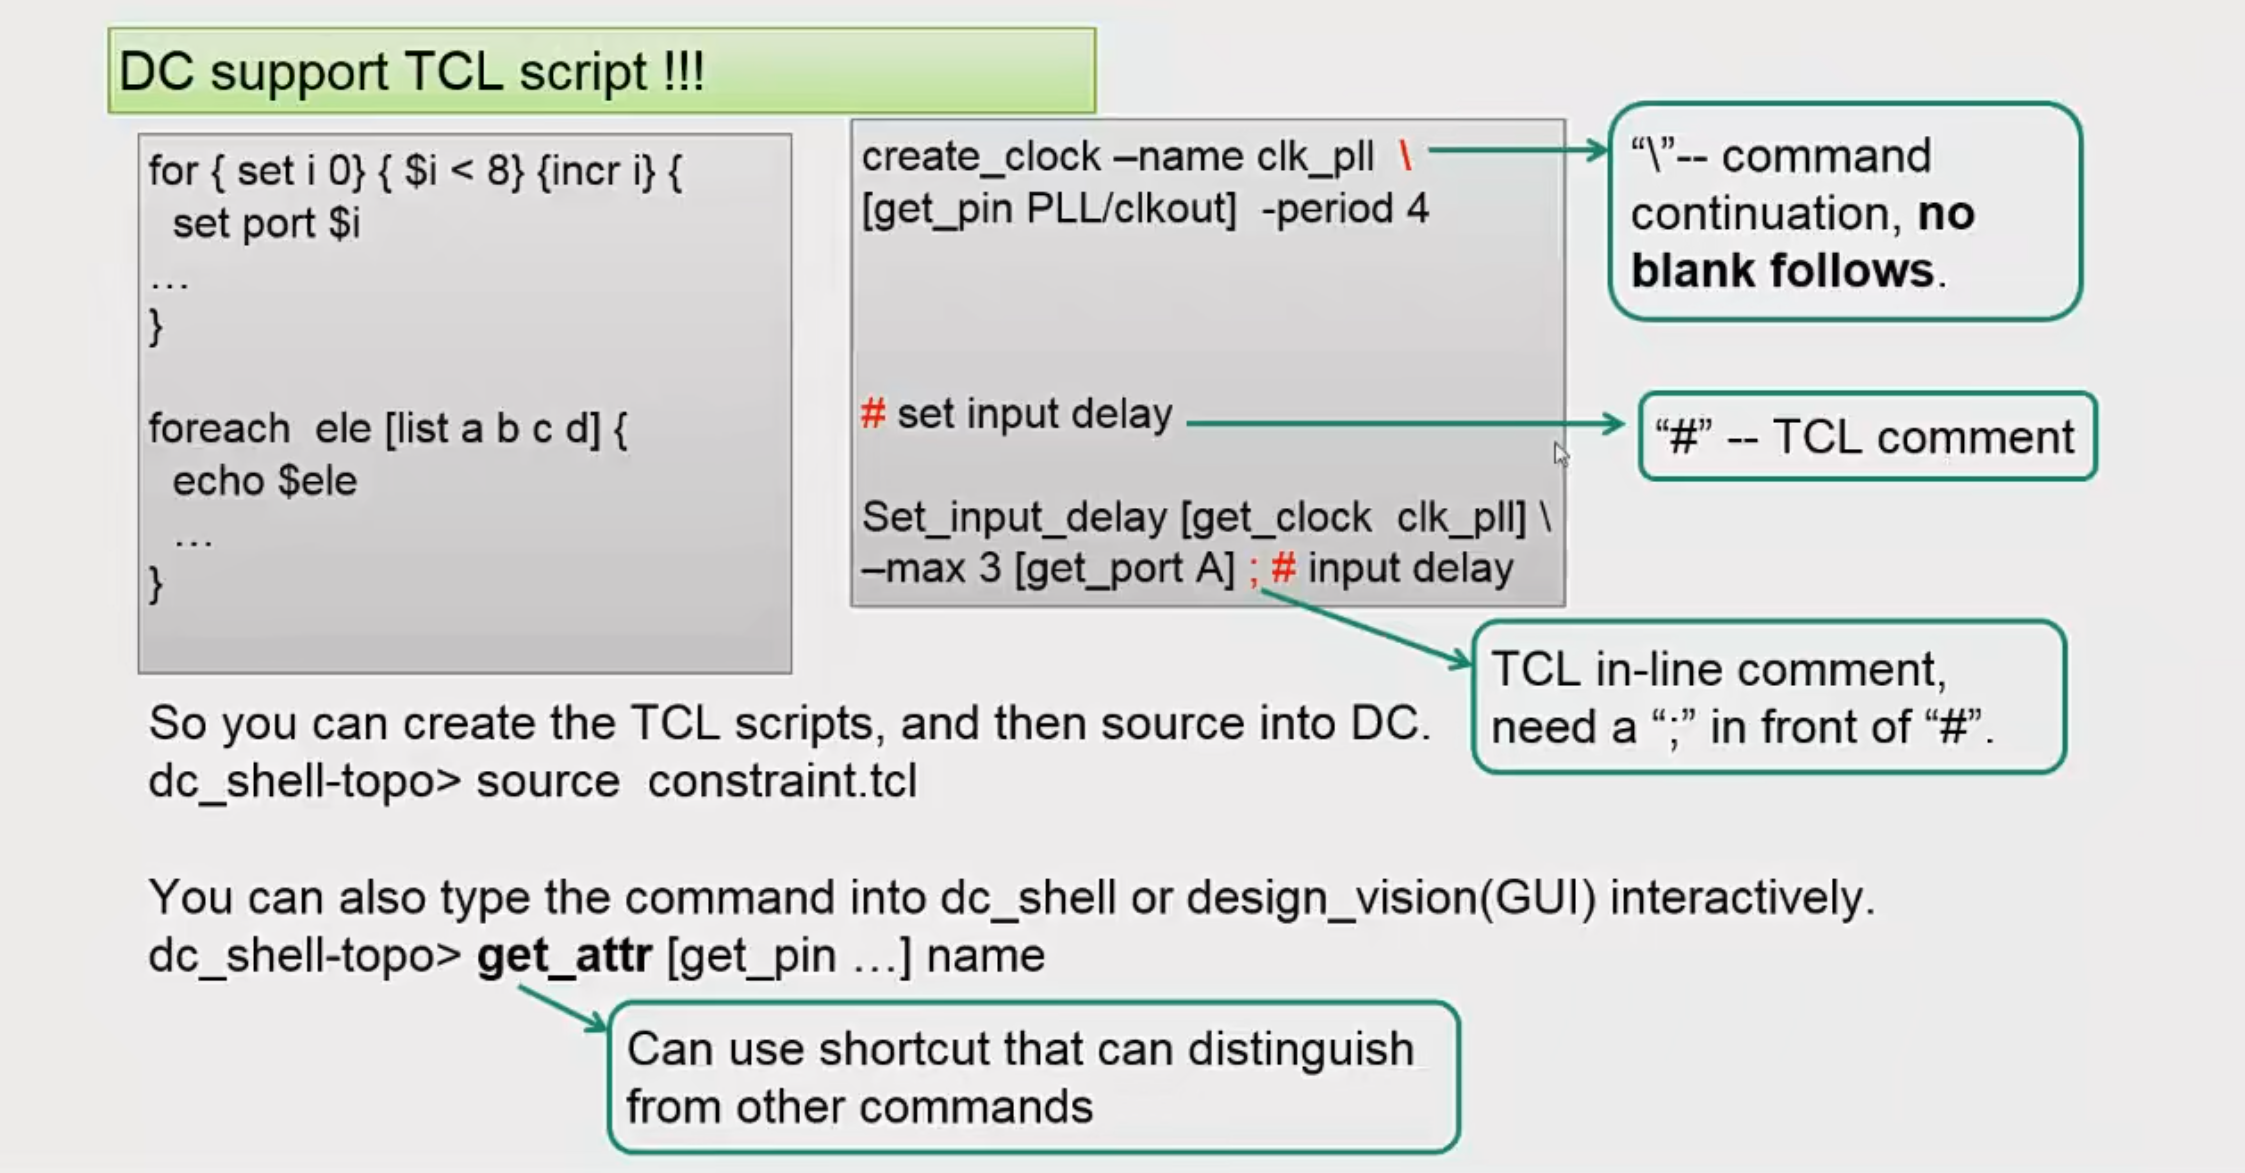 DC support TCL script !!!
for { set i 0} { $i < 8} {incr i} {
set port $i
…
}
foreach  ele [list a b c d] {
echo $ele
…
}
create_clock –name clk_pll  \
[get_pin PLL/clkout]  -period 4
# set input delay
Set_input_delay [get_clock  clk_pll] \
–max 3 [get_port A] ; # input delay
“\”-- command
continuation, no
blank follows.
“#” -- TCL comment
TCL in-line comment,
need a “;” in front of “#”.
So you can create the TCL scripts, and then source into DC.
dc_shell-topo> source  constraint.tcl
You can also type the command into dc_shell or design_vision(GUI) interactively.
dc_shell-topo> get_attr [get_pin …] name
Can use shortcut that can distinguish
from other commands